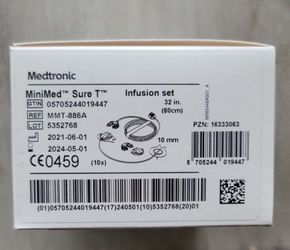 Medtronic
MiniMed™ Sure T™ Infusion set
GTIN 05705244019447 32 in.
(80cm)
REF MMT-886A
LOT 5352768 PZN: 16333063
2021-06-01
10 mm
2024-05-01
CE0459 (10x)
5 705244 019447
(01)05705244019447(17)240501(10)5352768(20)01